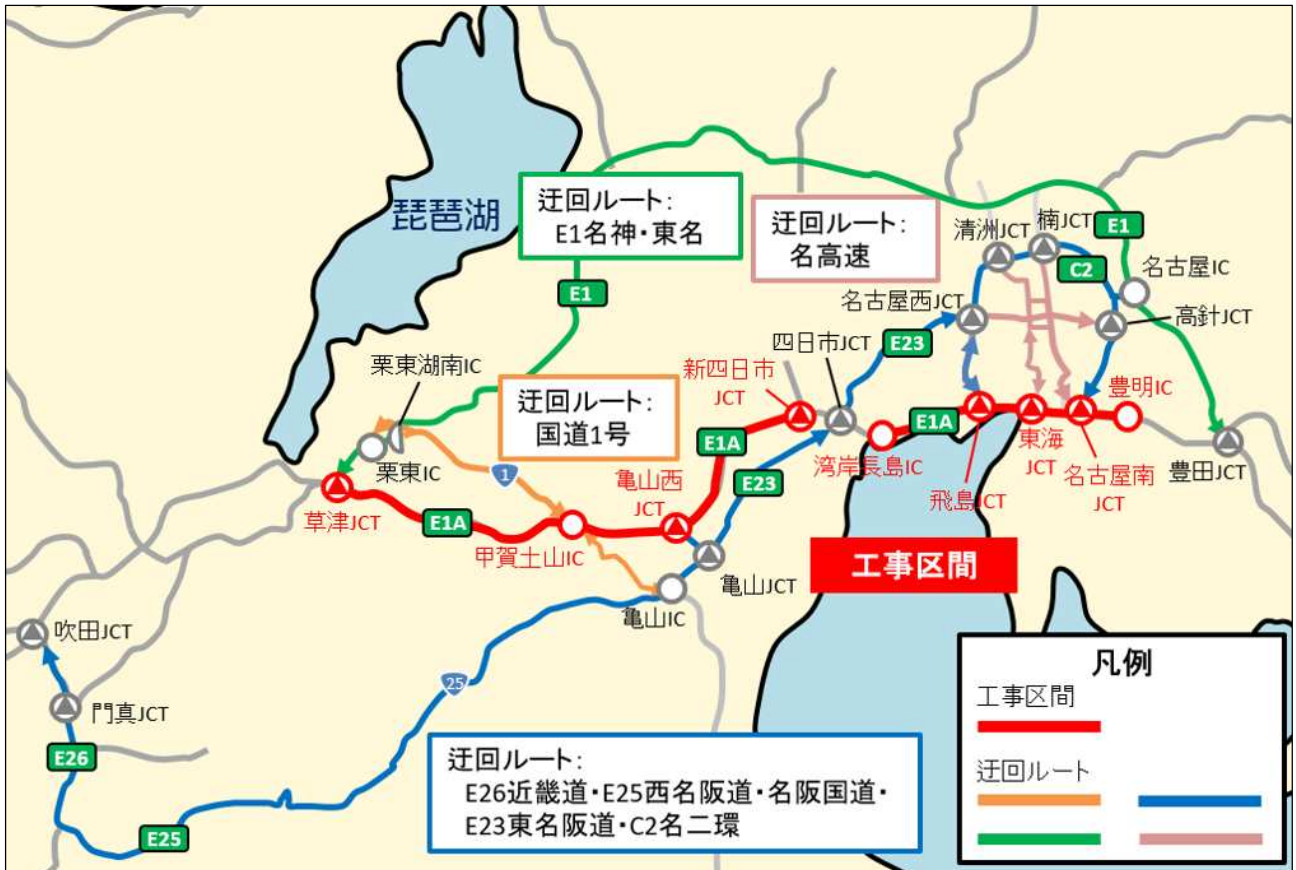 迂回ルート：
E1名神・東名
迂回ルート：
名高速
清洲JCT
楠JCT
E1
C2
名古屋IC
琵琶湖
E1
名古屋西JCT
高針JCT
四日市JCT
E23
栗東湖南IC
迂回ルート：
国道1号
新四日市
JCT
豊明IC
E1A
E1A
栗東IC
1
亀山西
JCT
E23
湾岸長島IC
東海
JCT
飛島JCT
名古屋南
JCT
豊田JCT
草津JCT
E1A
甲賀土山IC
工事区間
亀山JCT
亀山IC
吹田JCT
25
門真JCT
E26
E25
迂回ルート：
E26近畿道・E25西名阪道・名阪国道・
E23東名阪道・C2名二環
凡例
工事区間
迂回ルート